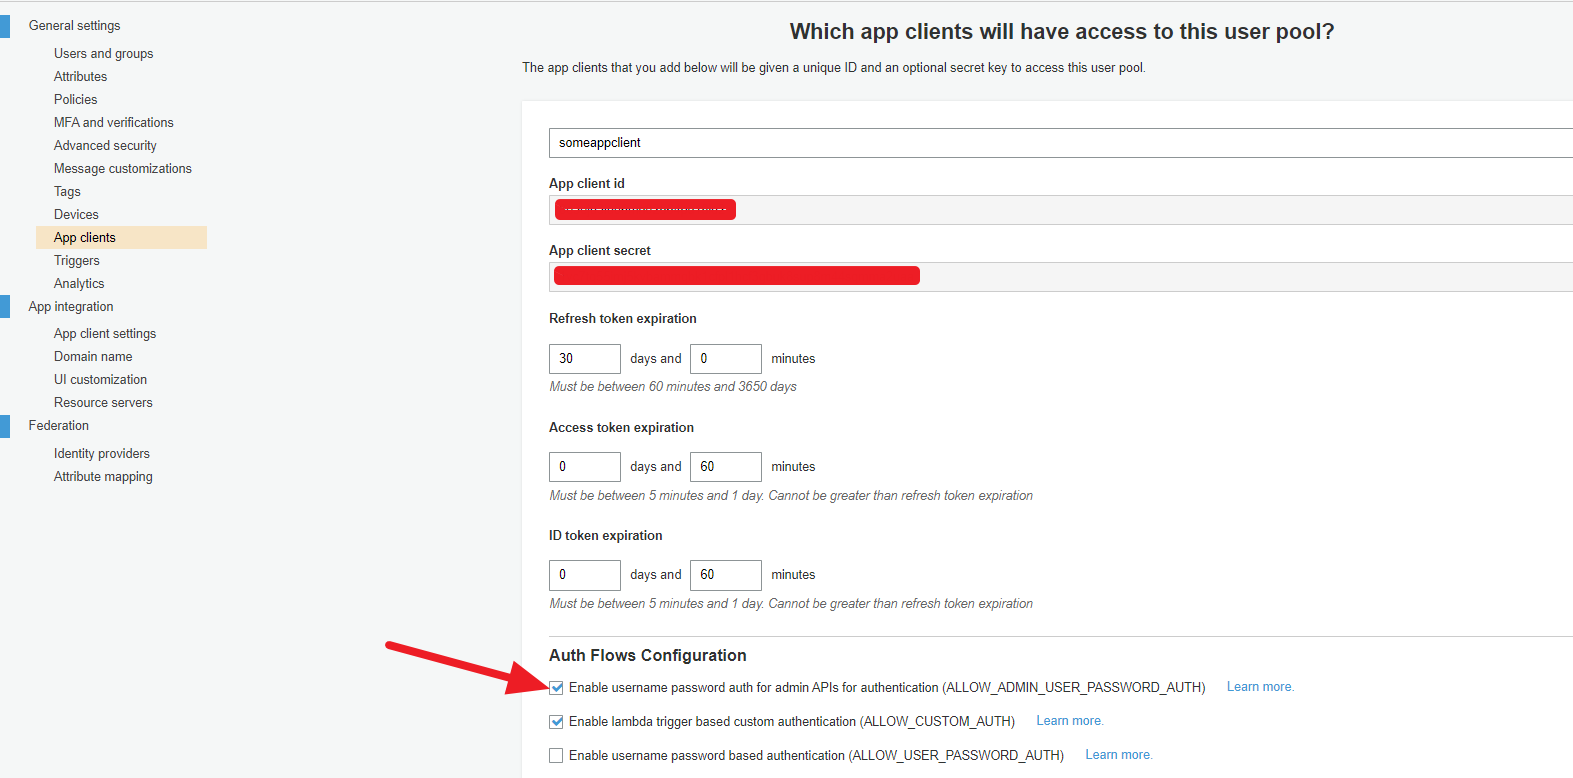 General settings
Users and groups
Attributes
Policies
MFA and verifications
Advanced security
Message customizations
Tags
Devices
App clients
Triggers
Analytics
App integration
App client settings
Domain name
UI customization
Resource servers
Federation
Identity providers
Attribute mapping
Which app clients will have access to this user pool?
The app clients that you add below will be given a unique ID and an optional secret key to access this user pool.
someappclient
App client id
App client secret
Refresh token expiration
30 days and 0 minutes
Must be between 60 minutes and 3650 days
Access token expiration
0 days and 60 minutes
Must be between 5 minutes and 1 day. Cannot be greater than refresh token expiration
ID token expiration
0 days and 60 minutes
Must be between 5 minutes and 1 day. Cannot be greater than refresh token expiration
Auth Flows Configuration
Enable username password auth for admin APIs for authentication (ALLOW_ADMIN_USER_PASSWORD_AUTH) Learn more.
Enable lambda trigger based custom authentication (ALLOW_CUSTOM_AUTH) Learn more.
Enable username password based authentication (ALLOW_USER_PASSWORD_AUTH) Learn more.